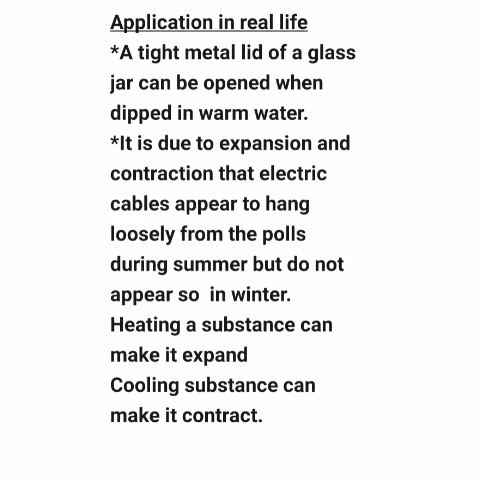 Application in real life
*A tight metal lid of a glass
jar can be opened when
dipped in warm water.
*It is due to expansion and
contraction that electric
cables appear to hang
loosely from the polls
during summer but do not
appear so  in winter.
Heating a substance can
make it expand
Cooling substance can
make it contract.